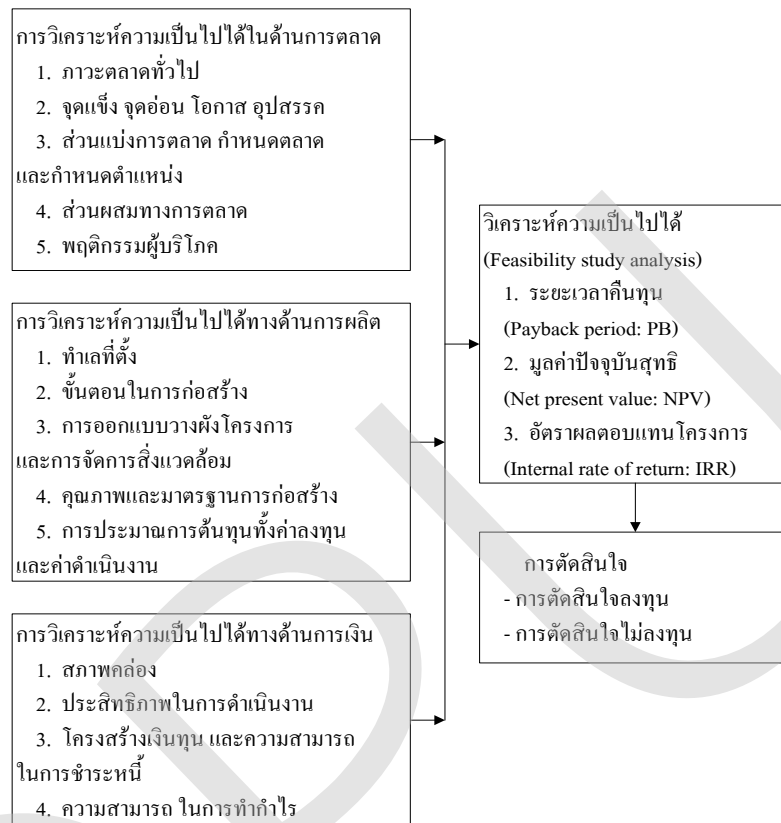 การวิเคราะห์ความเป็นไปได้ในด้านการตลาด
1. ภาวะตลาดทั่วไป
2. จุดแข็ง จุดอ่อน โอกาส อุปสรรค
3. ส่วนแบ่งการตลาด กำหนดตลาด
และกำหนดตำแหน่ง
4. ส่วนผสมทางการตลาด
5. พฤติกรรมผู้บริโภค
การวิเคราะห์ความเป็นไปได้ทางด้านการผลิต
1. ทำเลที่ตั้ง
2. ขั้นตอนในการก่อสร้าง
3. การออกแบบวางผังโครงการ
และการจัดการสิ่งแวดล้อม
4. คุณภาพและมาตรฐานการก่อสร้าง
5. การประมาณการต้นทุนทั้งค่าลงทุน
และค่าดำเนินงาน
การวิเคราะห์ความเป็นไปได้ทางด้านการเงิน
1. สภาพคล่อง
2. ประสิทธิภาพในการดำเนินงาน
3. โครงสร้างเงินทุน และความสามารถ
ในการชำระหนี้
4. ความสามารถ ในการทำกำไร
วิเคราะห์ความเป็นไปได้
(Feasibility study analysis)
1. ระยะเวลาคืนทุน
(Payback period: PB)
2. มูลค่าปัจจุบันสุทธิ
(Net present value: NPV)
3. อัตราผลตอบแทนโครงการ
(Internal rate of return: IRR)
การตัดสินใจ
- การตัดสินใจลงทุน
- การตัดสินใจไม่ลงทุน